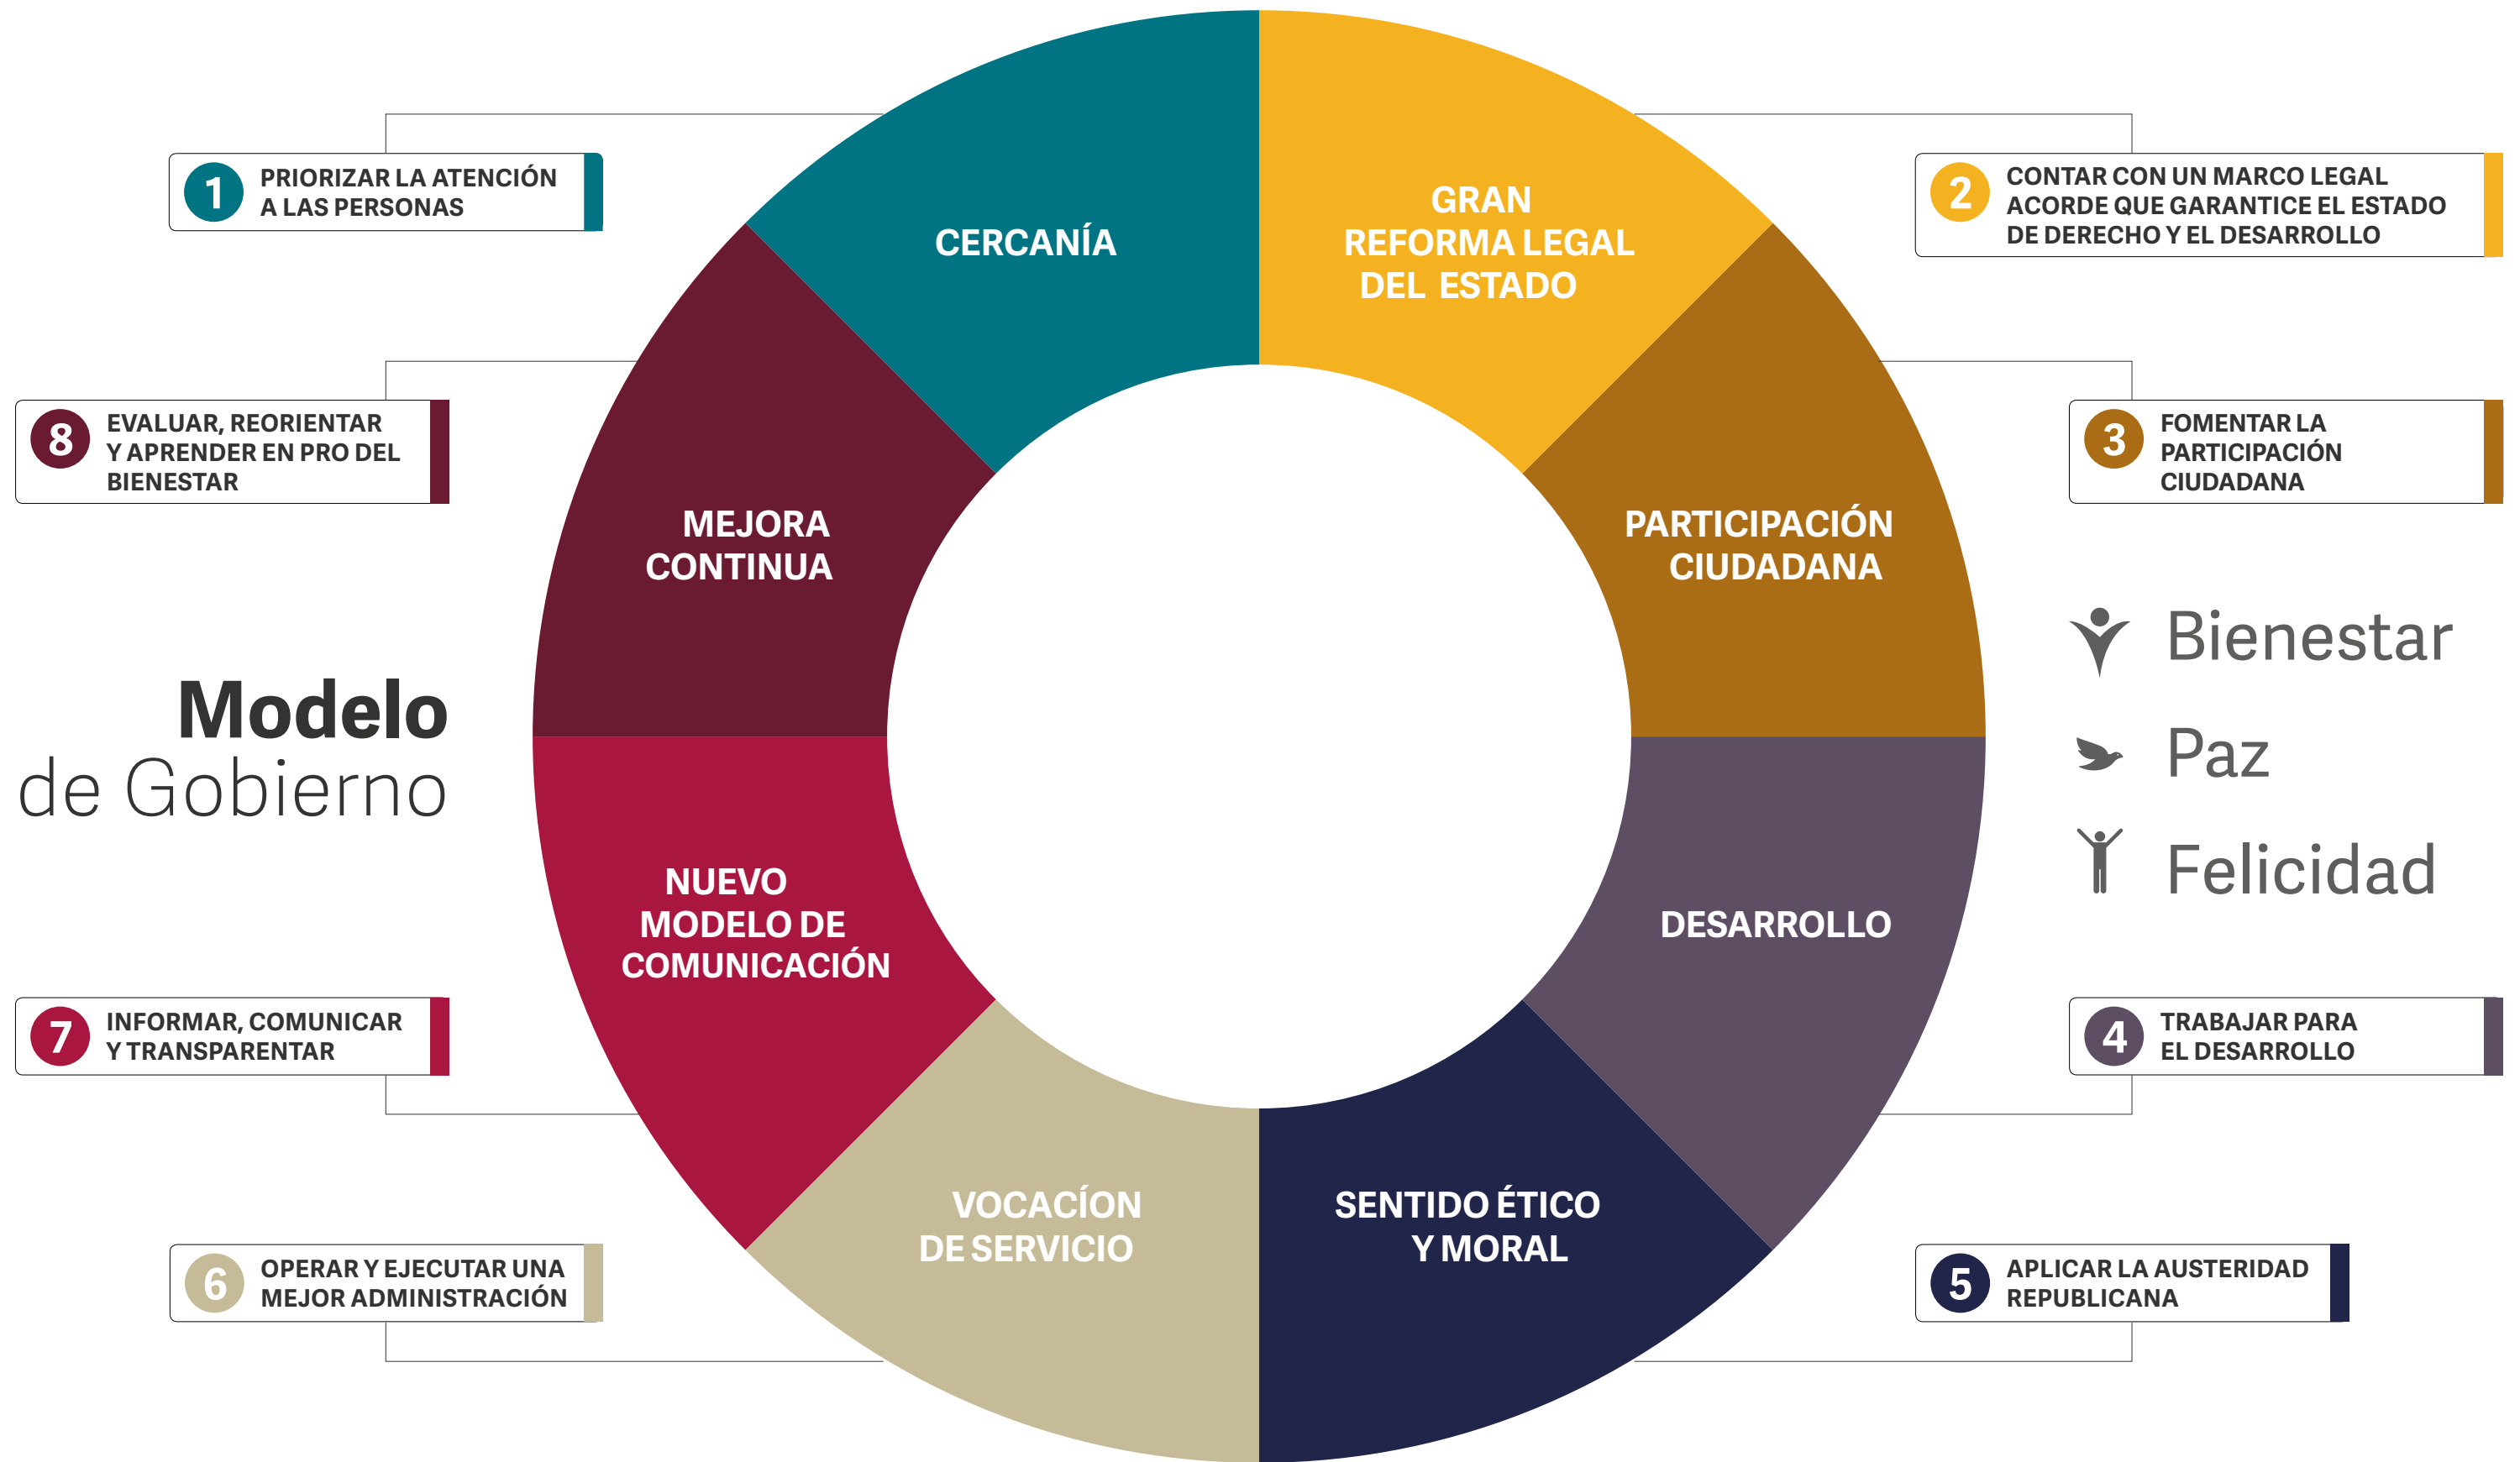 1
PRIORIZAR LA ATENCIÓN
A LAS PERSONAS
CERCANÍA
GRAN
REFORMA LEGAL
DEL ESTADO
2
CONTAR CON UN MARCO LEGAL
ACORDE QUE GARANTICE EL ESTADO
DE DERECHO Y EL DESARROLLO
8
EVALUAR, REORIENTAR
Y APRENDER EN PRO DEL
BIENESTAR
MEJORA
CONTINUA
PARTICIPACIÓN
CIUDADANA
3
FOMENTAR LA
PARTICIPACIÓN
CIUDADANA
Modelo
de Gobierno
Bienestar
Paz
Felicidad
NUEVO
MODELO DE
COMUNICACIÓN
DESARROLLO
7
INFORMAR, COMUNICAR
Y TRANSPARENTAR
4
TRABAJAR PARA
EL DESARROLLO
VOCACÍON
DE SERVICIO
SENTIDO ÉTICO
Y MORAL
6
OPERAR Y EJECUTAR UNA
MEJOR ADMINISTRACIÓN
5
APLICAR LA AUSTERIDAD
REPUBLICANA